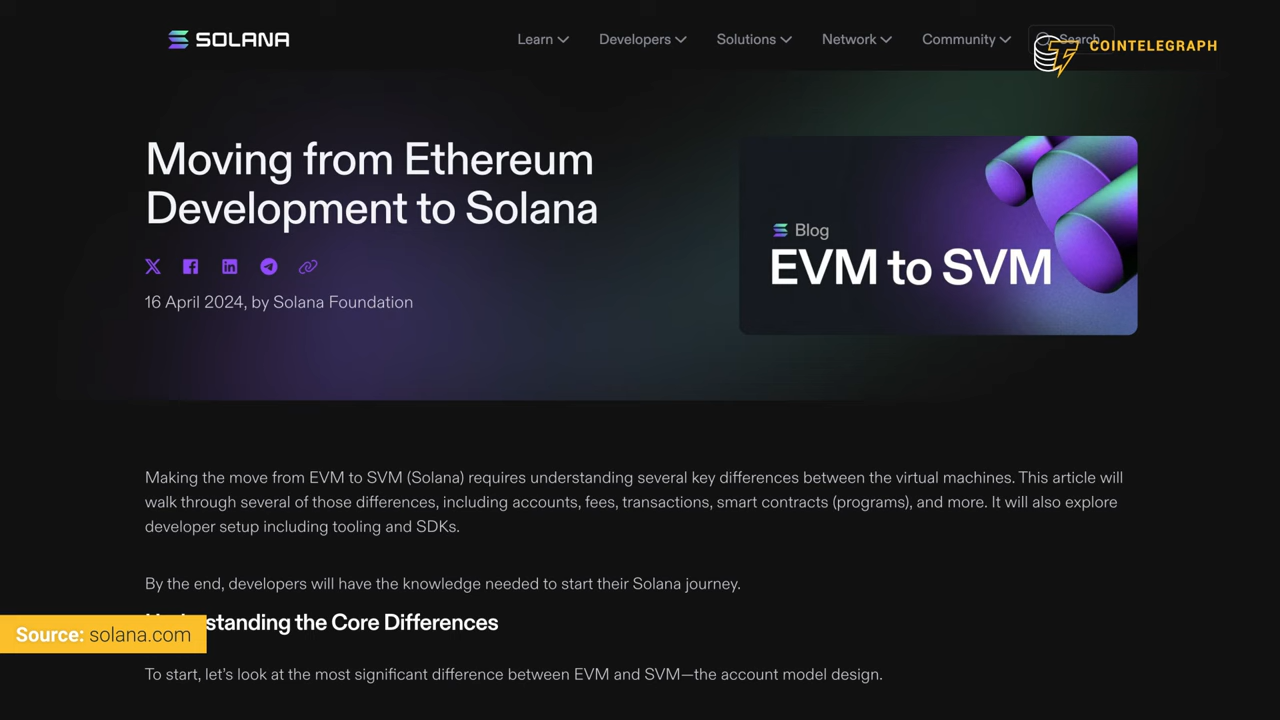 SOLANA
Learn
Developers
Solutions
Network
Community
Search
COINTELEGRAPH
Moving from Ethereum
Development to Solana
16 April 2024, by Solana Foundation
Blog
EVM to SVM
Making the move from EVM to SVM (Solana) requires understanding several key differences between the virtual machines. This article will
walk through several of those differences, including accounts, fees, transactions, smart contracts (programs), and more. It will also explore
developer setup including tooling and SDKs.
By the end, developers will have the knowledge needed to start their Solana journey.
Understanding the Core Differences
Source: solana.com
To start, let's look at the most significant difference between EVM and SVM—the account model design.